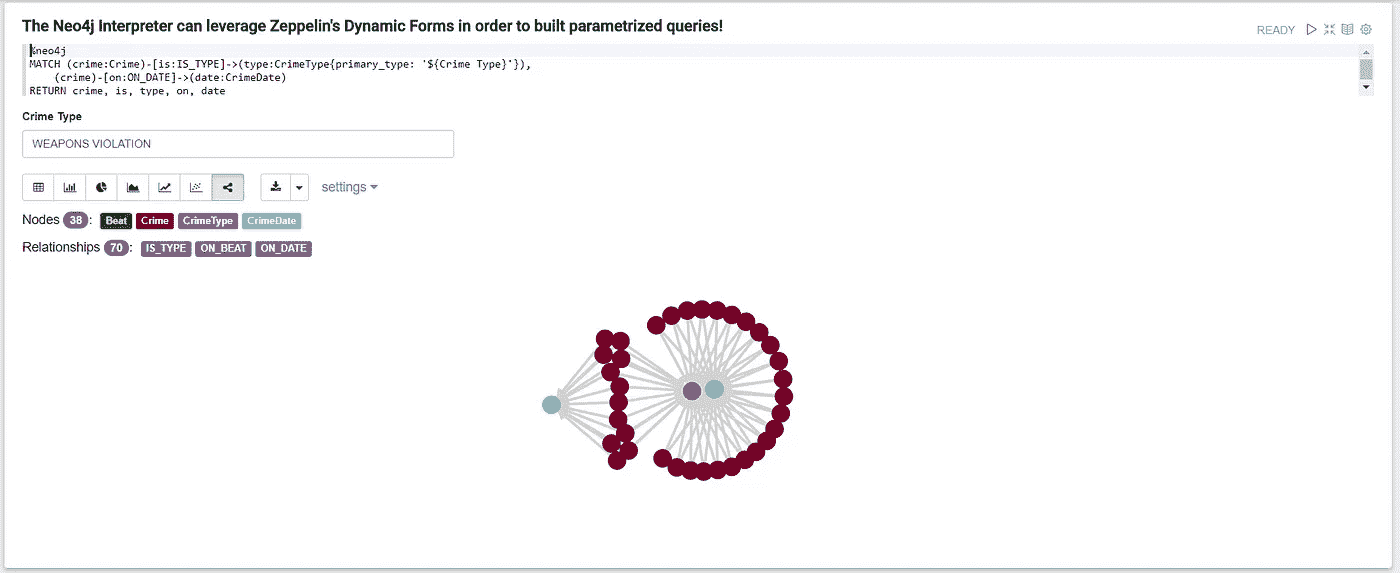 The Neo4j Interpreter can leverage Zeppelin's Dynamic Forms in order to built parametrized queries!
READY
%neo4j
MATCH (crime:Crime)-[is:IS_TYPE]->(type:CrimeType{primary_type: '${Crime Type}'}),
(crime)-[on:ON_DATE]->(date:CrimeDate)
RETURN crime, is, type, on, date
Crime Type
WEAPONS VIOLATION
settings
Nodes 38 : Beat Crime CrimeType CrimeDate
Relationships 70 : IS_TYPE ON_BEAT ON_DATE